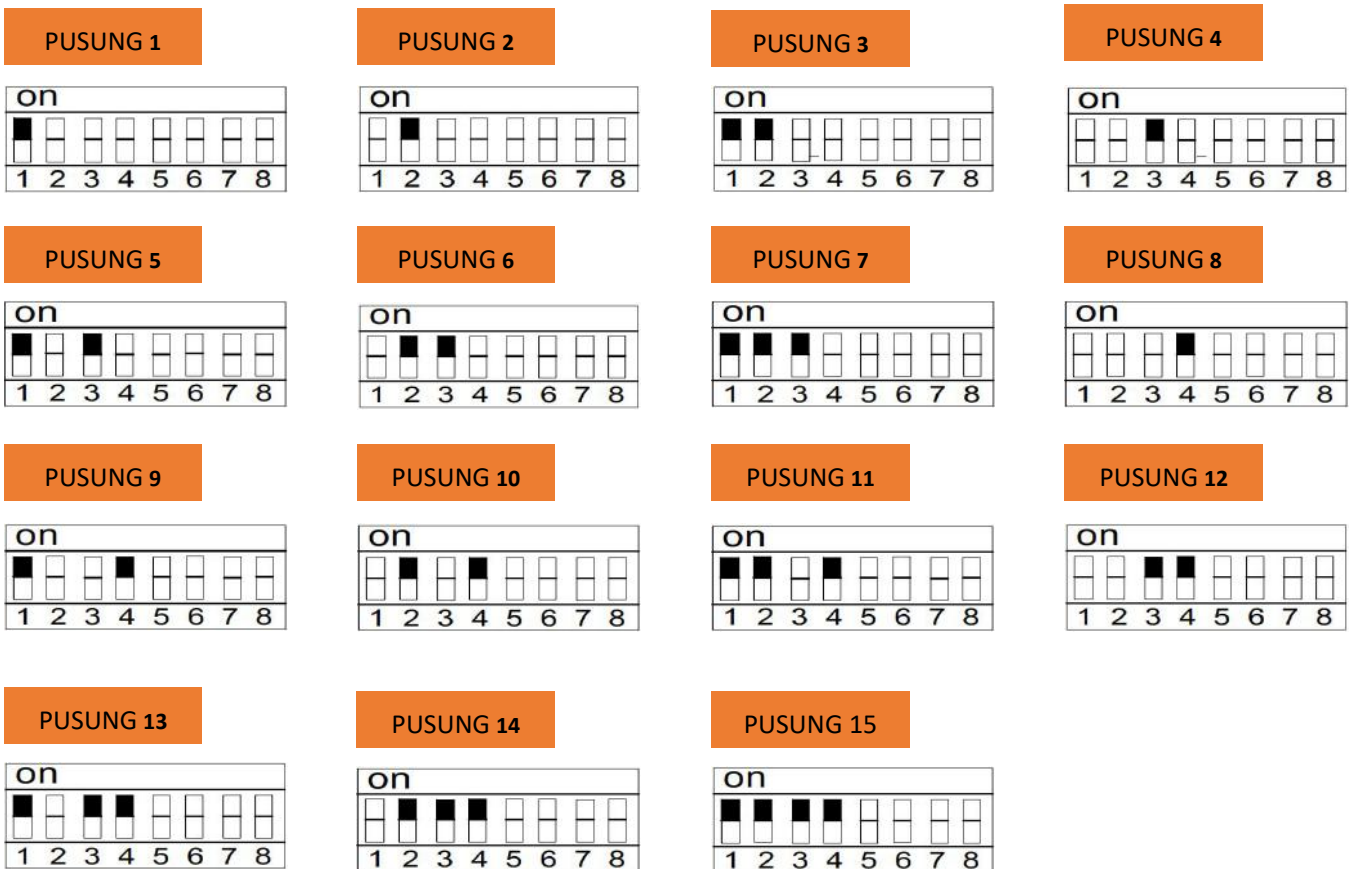 PUSUNG 1
PUSUNG 2
PUSUNG 3
PUSUNG 4
on
on
on
on
1 2 3 4 5 6 7 8
1 2 3 4 5 6 7 8
1 2 3 4 5 6 7 8
1 2 3 4 5 6 7 8
PUSUNG 5
PUSUNG 6
PUSUNG 7
PUSUNG 8
on
on
on
on
1 2 3 4 5 6 7 8
1 2 3 4 5 6 7 8
1 2 3 4 5 6 7 8
1 2 3 4 5 6 7 8
PUSUNG 9
PUSUNG 10
PUSUNG 11
PUSUNG 12
on
on
on
on
1 2 3 4 5 6 7 8
1 2 3 4 5 6 7 8
1 2 3 4 5 6 7 8
1 2 3 4 5 6 7 8
PUSUNG 13
PUSUNG 14
PUSUNG 15
on
on
on
1 2 3 4 5 6 7 8
1 2 3 4 5 6 7 8
1 2 3 4 5 6 7 8